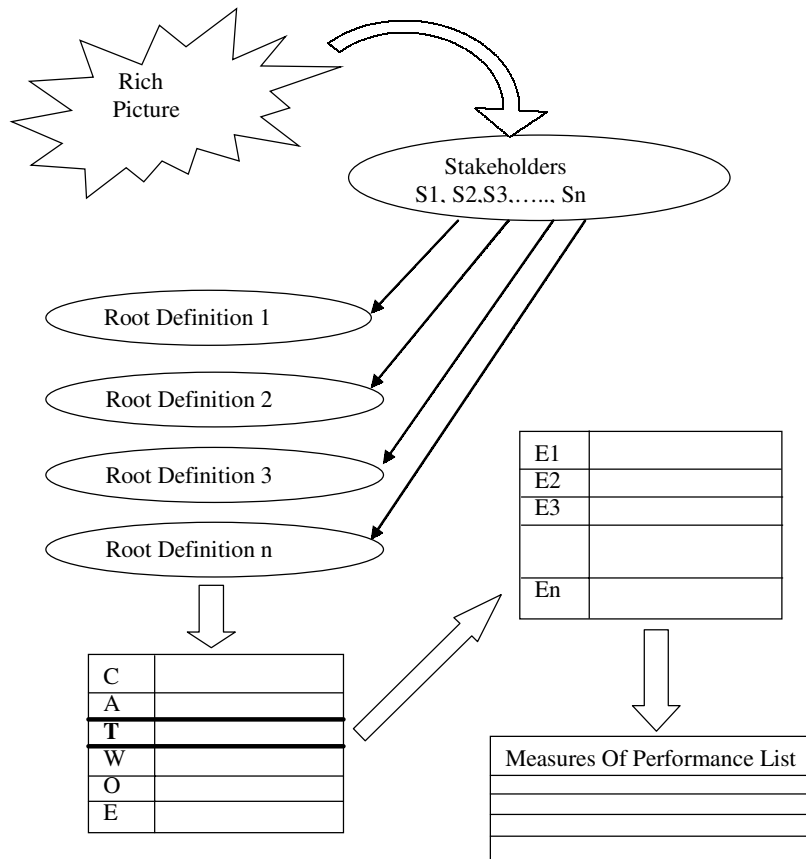 Rich
Picture
Stakeholders
S1, S2,S3,….., Sn
Root Definition 1
Root Definition 2
Root Definition 3
Root Definition n
C
A
T
W
O
E
E1
E2
E3
En
Measures Of Performance List